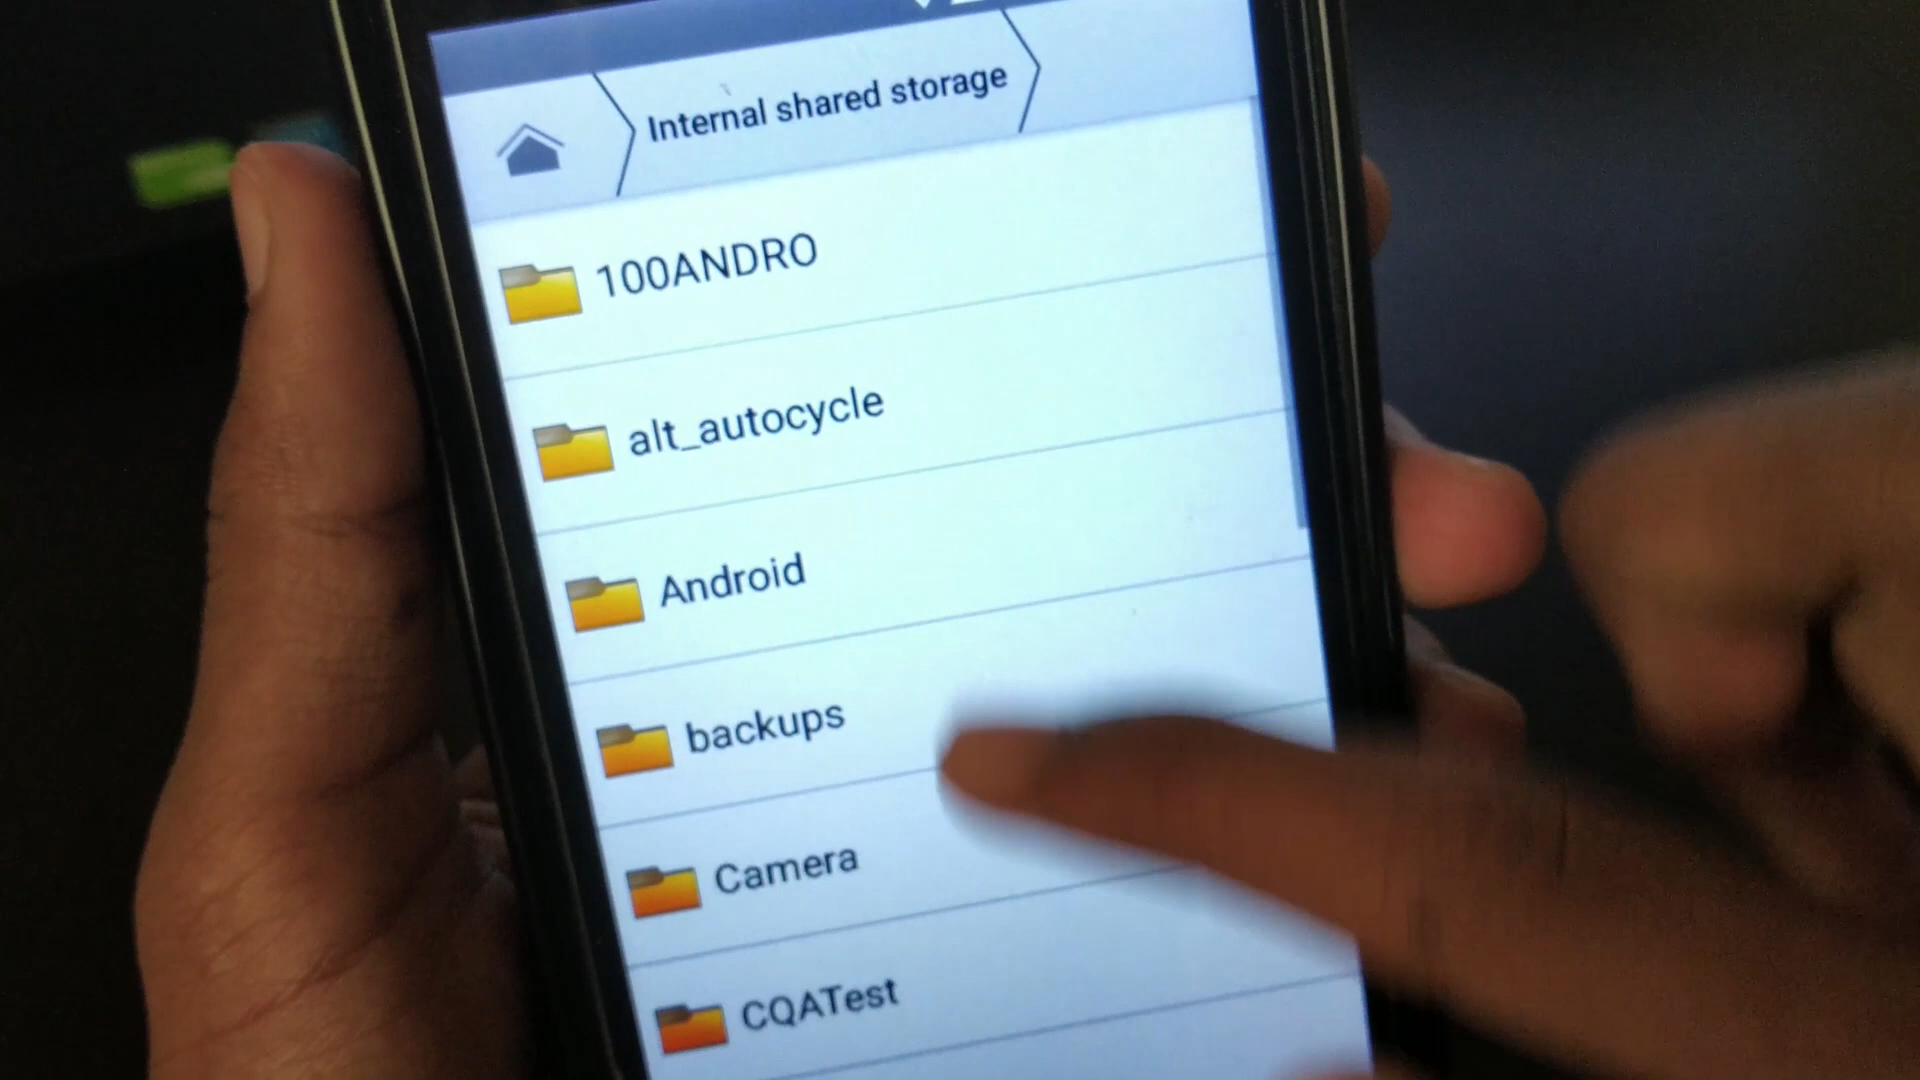 Internal shared storage
100ANDRO
alt_autocycle
Android
backups
Camera
CQATest